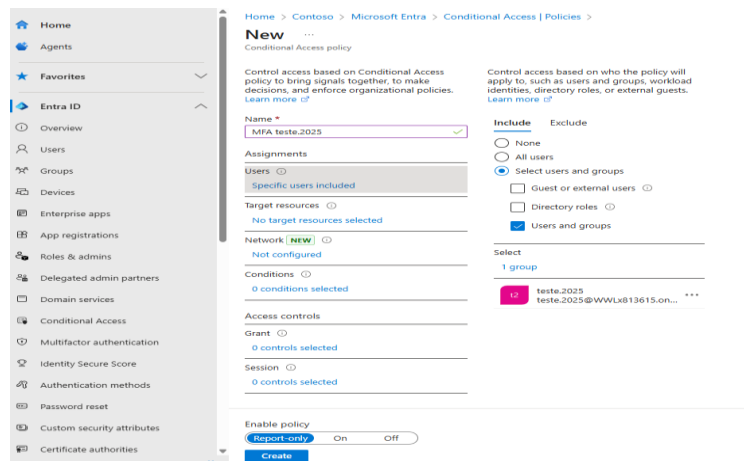 Home
Agents
Favorites
Entra ID
Overview
Users
Groups
Devices
Enterprise apps
App registrations
Roles & admins
Delegated admin partners
Domain services
Conditional Access
Multifactor authentication
Identity Secure Score
Authentication methods
Password reset
Custom security attributes
Certificate authorities
Home > Contoso > Microsoft Entra > Conditional Access | Policies >
New ...
Conditional Access policy
Control access based on Conditional Access
policy to bring signals together, to make
decisions, and enforce organizational policies.
Learn more
Name *
MFA teste.2025
Assignments
Users
Specific users included
Target resources
No target resources selected
Network NEW
Not configured
Conditions
0 conditions selected
Access controls
Grant
0 controls selected
Session
0 controls selected
Enable policy
Report-only On Off
Create
Control access based on who the policy will
apply to, such as users and groups, workload
identities, directory roles, or external guests.
Learn more
Include Exclude
None
All users
Select users and groups
Guest or external users
Directory roles
Users and groups
Select
1 group
t2
teste.2025
teste.2025@WWLx813615.on...